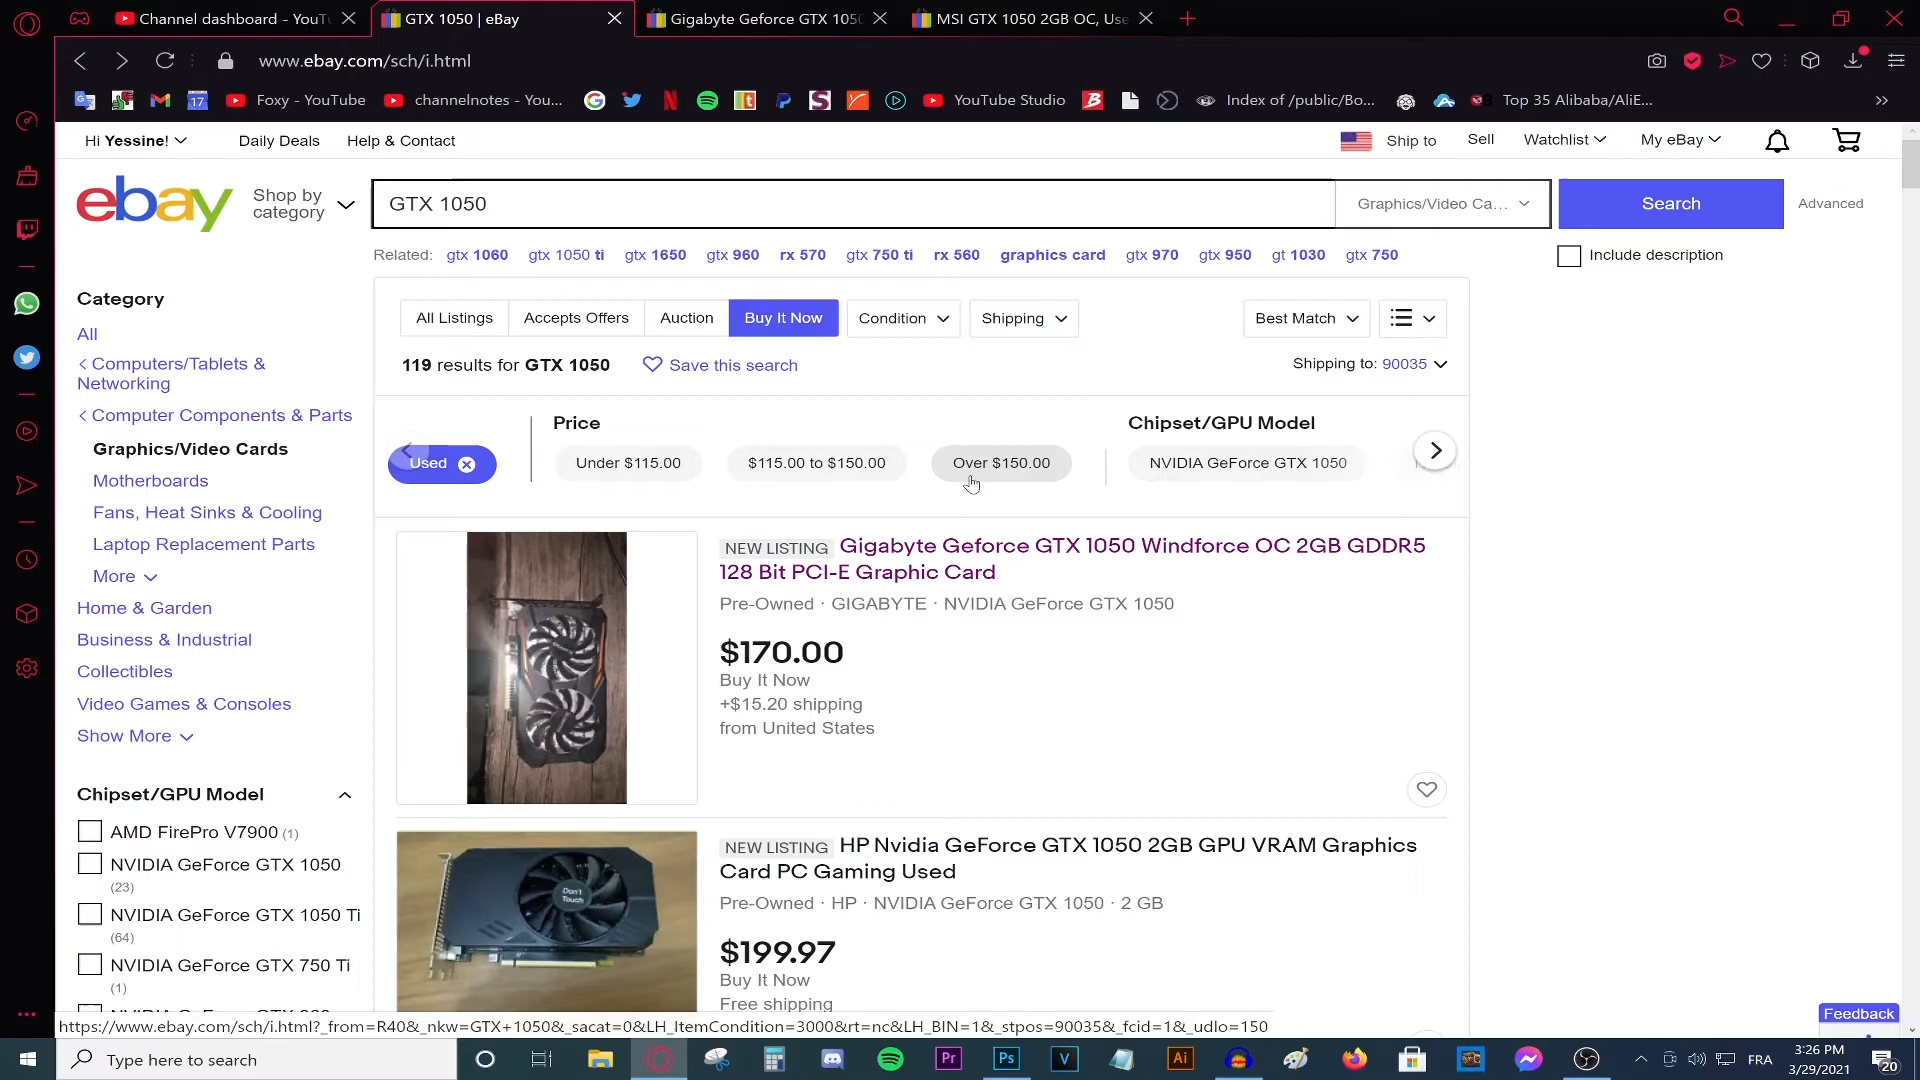 Channel dashboard - YouT
GTX 1050 | eBay
Gigabyte Geforce GTX 105
MSI GTX 1050 2GB OC, Use
www.ebay.com/sch/i.html
17
Foxy - YouTube
channelnotes - You...
YouTube Studio
Index of /public/Bo...
Top 35 Alibaba/AliE...
Hi Yessine!
Daily Deals
Help & Contact
Ship to
Sell
Watchlist
My eBay
ebay
Shop by
category
GTX 1050
Graphics/Video Ca...
Search
Advanced
Related: gtx 1060 gtx 1050 ti gtx 1650 gtx 960 rx 570 gtx 750 ti rx 560 graphics card gtx 970 gtx 950 gt 1030 gtx 750
Include description
Category
All
< Computers/Tablets &
Networking
< Computer Components & Parts
Graphics/Video Cards
Motherboards
Fans, Heat Sinks & Cooling
Laptop Replacement Parts
More
Home & Garden
Business & Industrial
Collectibles
Video Games & Consoles
Show More
Chipset/GPU Model
AMD FirePro V7900 (1)
NVIDIA GeForce GTX 1050
(23)
NVIDIA GeForce GTX 1050 Ti
(64)
NVIDIA GeForce GTX 750 Ti
(1)
All Listings
Accepts Offers
Auction
Buy It Now
Condition
Shipping
Best Match
119 results for GTX 1050
Save this search
Shipping to: 90035
Used
Price
Under $115.00
$115.00 to $150.00
Over $150.00
Chipset/GPU Model
NVIDIA GeForce GTX 1050
NEW LISTING Gigabyte Geforce GTX 1050 Windforce OC 2GB GDDR5
128 Bit PCI-E Graphic Card
Pre-Owned · GIGABYTE · NVIDIA GeForce GTX 1050
$170.00
Buy It Now
+$15.20 shipping
from United States
NEW LISTING HP Nvidia GeForce GTX 1050 2GB GPU VRAM Graphics
Card PC Gaming Used
Pre-Owned · HP · NVIDIA GeForce GTX 1050 · 2 GB
$199.97
Buy It Now
Free shipping
Don't
Touch
Feedback
https://www.ebay.com/sch/i.html?_from=R40&_nkw=GTX+1050&_sacat=0&LH_ItemCondition=3000&rt=nc&LH_BIN=1&_stpos=90035&_fcid=1&_udlo=150
Type here to search
Pr
Ps
V
Ai
FRA
3:26 PM
3/29/2021
20